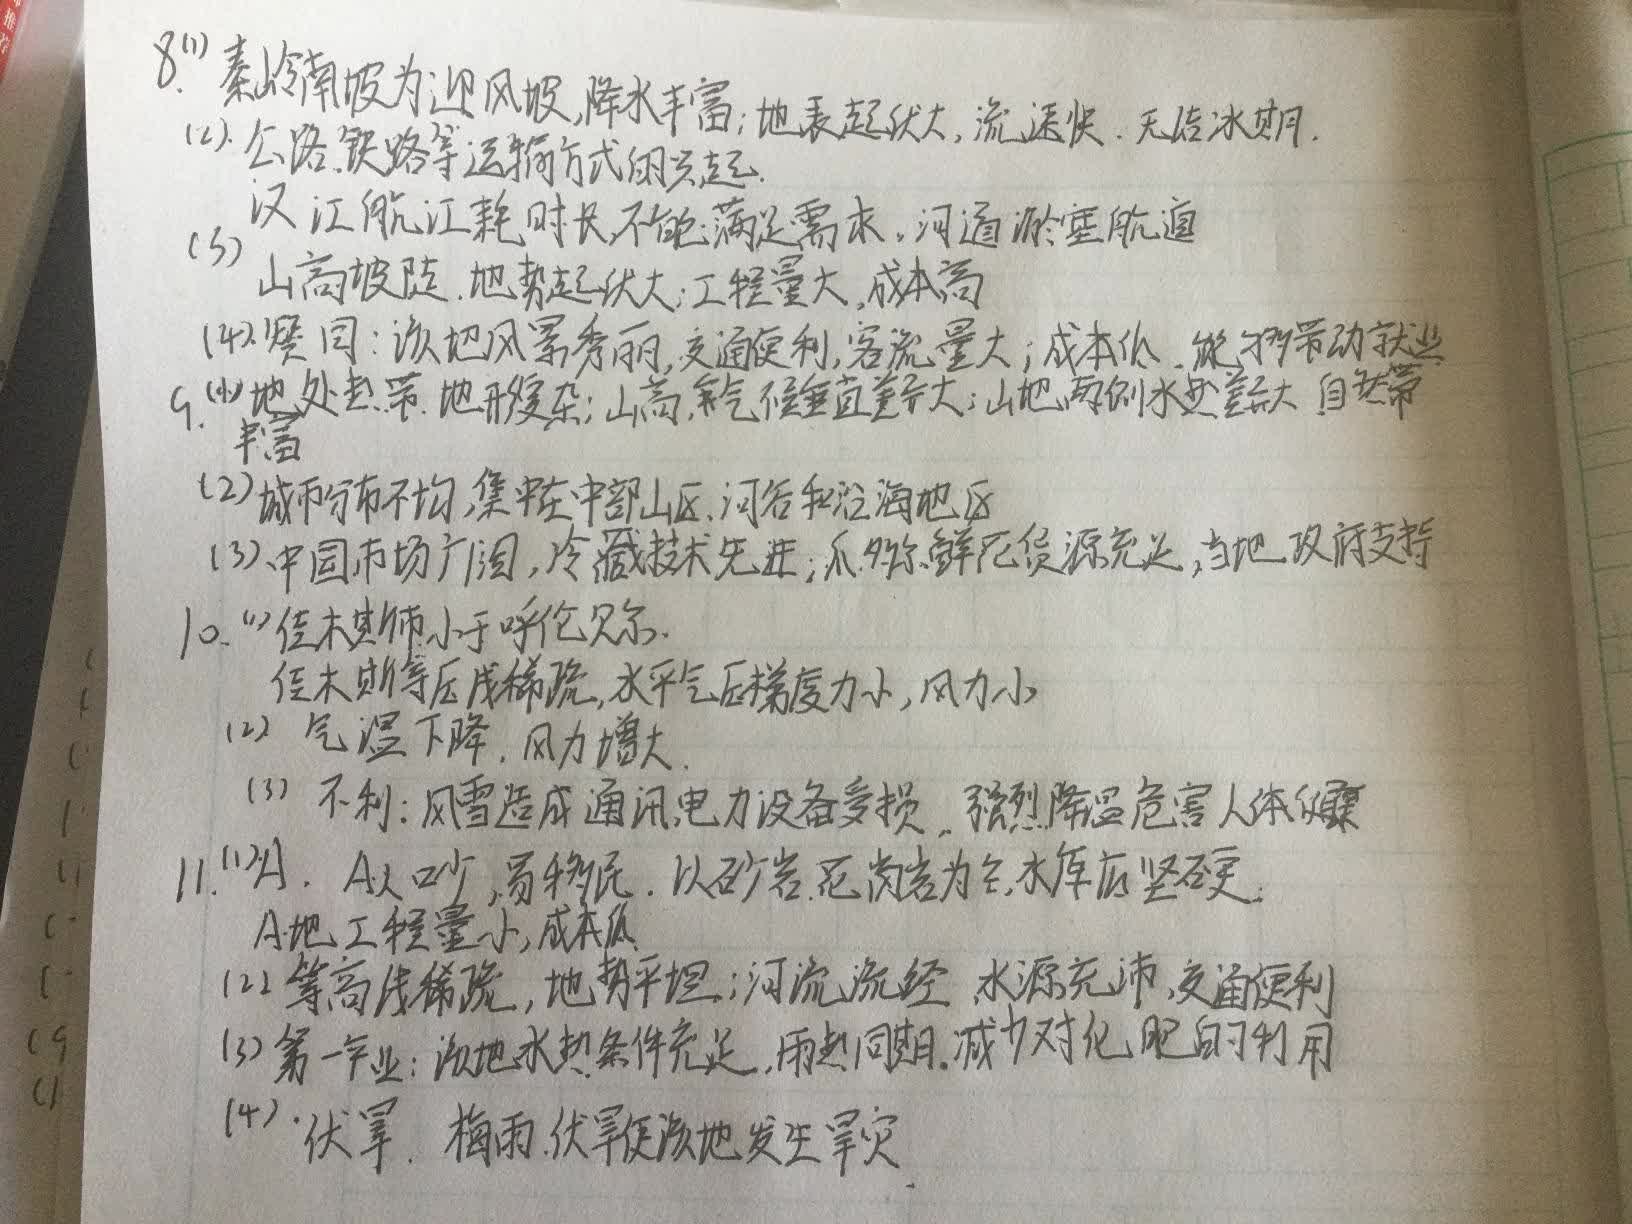 8.(1) 秦岭南坡为迎风坡,降水丰富;地表起伏大,流速快.无结冰期.
(2).公路.铁路等运输方式的兴起.
汉江航江耗时长,不能满足需求,河道淤塞航道
(3)
山高坡陡.地势起伏大;工程量大,成本高
(4).赞同:该地风景秀丽,交通便利,客流量大;成本低.能够带动就业
9.(1)地处热带.地形复杂;山高,气候垂直差异大;山地两侧水热差异大 自然带
丰富
(2)城市分布不均,集中在中部山区、河谷和沿海地区
(3).中国市场广阔,冷藏技术先进;鲜花货源充足,当地政府支持
10.(1)佳木斯市小于呼伦贝尔.
佳木斯等压线稀疏,水平气压梯度力小,风力小
(2) 气温下降.风力增大.
(3) 不利:风雪造成通讯电力设备受损.强烈降温危害人体健康
11.(1)A. A人口少,易移民.以砂岩.花岗岩为主,水库底坚硬.
A地工程量小,成本低
(2)等高线稀疏,地势平坦;河流流经 水源充沛,交通便利
(3)第一产业:该地水热条件充足,雨热同期.减少对化肥的利用
(4).伏旱. 梅雨.伏旱使该地发生旱灾.